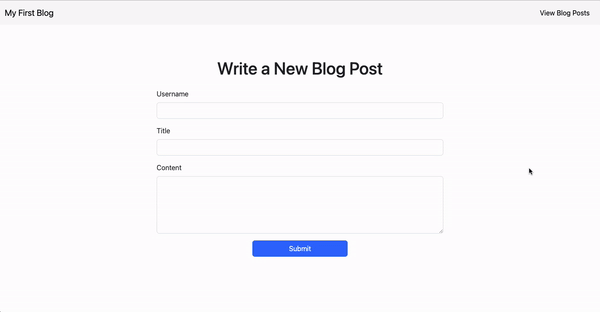 My First Blog
View Blog Posts
Write a New Blog Post
Username
Title
Content
Submit